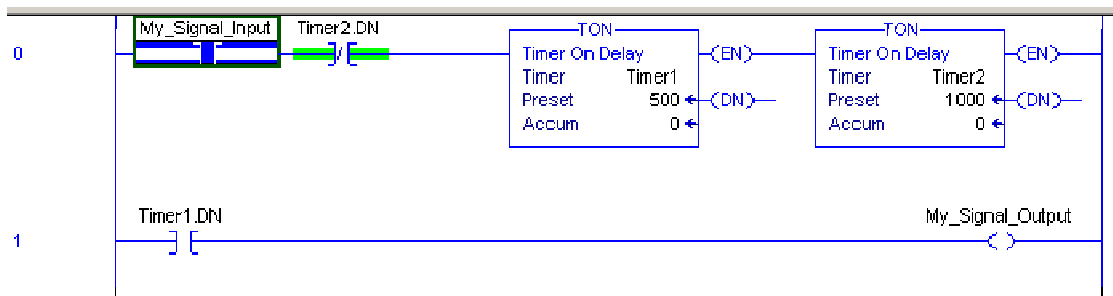 My_Signal_Input Timer2.DN
0
TON
Timer On Delay
Timer Timer1
Preset 500
Accum 0
EN
DN
TON
Timer On Delay
Timer Timer2
Preset 1000
Accum 0
EN
DN
1
Timer1.DN
My_Signal_Output